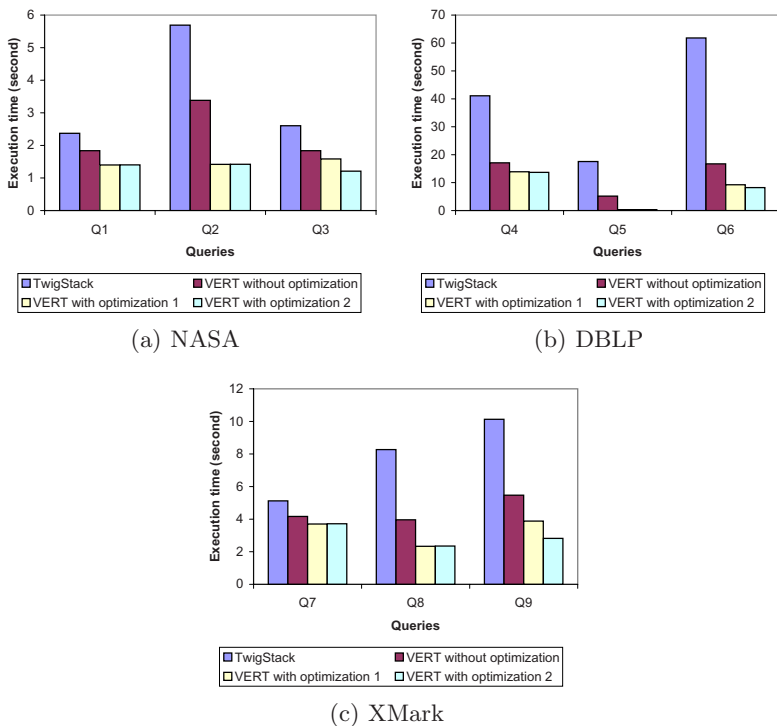 6
5
4
3
2
1
0
Execution time (second)
Q1 Q2 Q3
Queries
TwigStack VERT without optimization
VERT with optimization 1 VERT with optimization 2
(a) NASA
70
60
50
40
30
20
10
0
Execution time (second)
Q4 Q5 Q6
Queries
TwigStack VERT without optimization
VERT with optimization 1 VERT with optimization 2
(b) DBLP
12
10
8
6
4
2
0
Execution time (second)
Q7 Q8 Q9
Queries
TwigStack VERT without optimization
VERT with optimization 1 VERT with optimization 2
(c) XMark